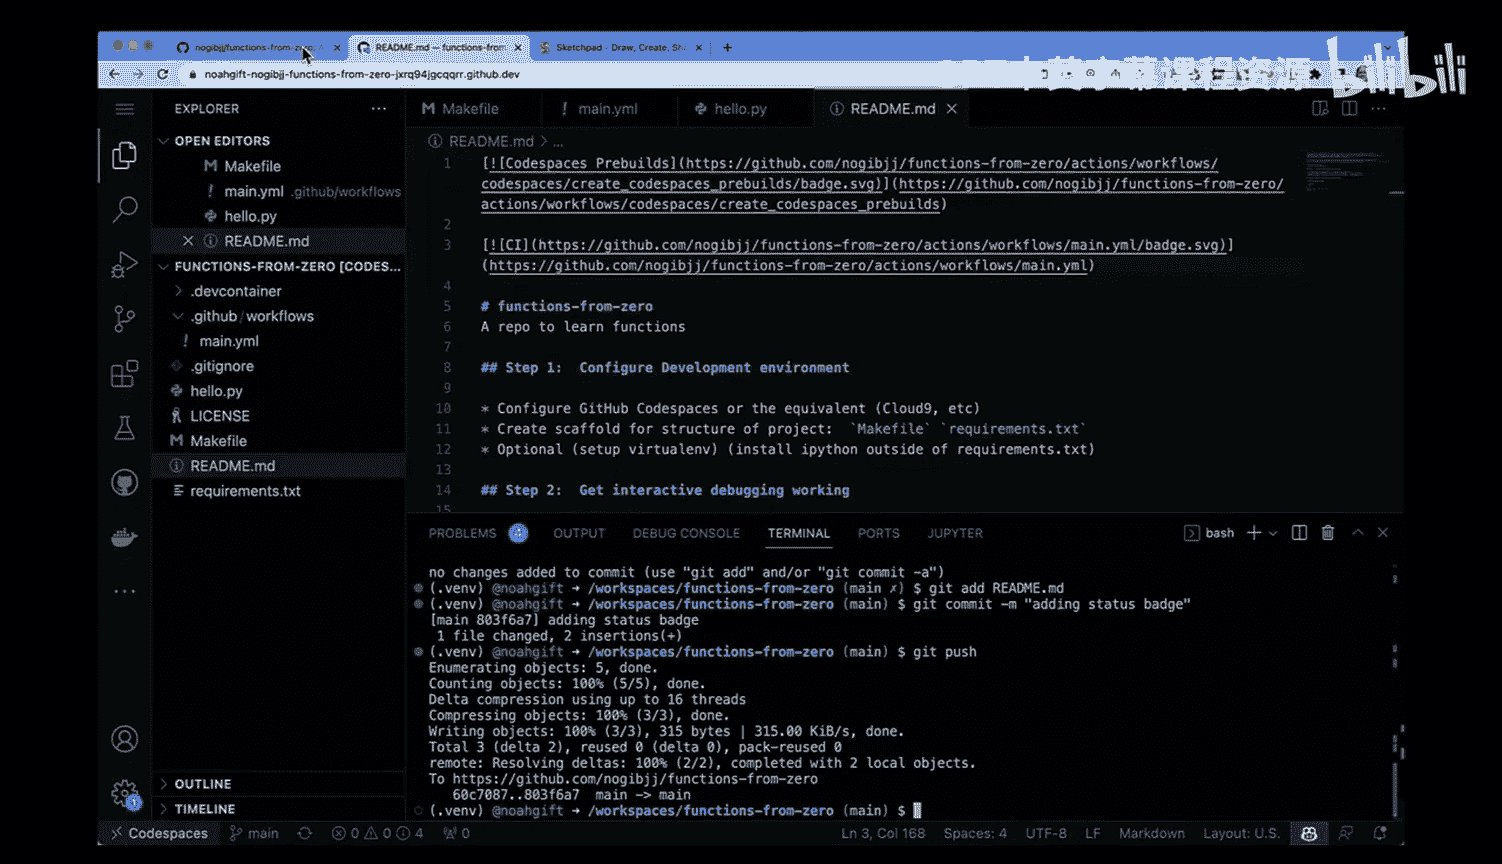 nogibjj/functions-from-zero
README.md — functions-from
Sketchpad - Draw, Create, Sh
noahgift-nogibjj-functions-from-zero-jxrq94jgcqqrr.github.dev
中英字幕课程资源
bilibili
EXPLORER
OPEN EDITORS
Makefile
main.yml .github/workflows
hello.py
README.md
FUNCTIONS-FROM-ZERO [CODES...
.devcontainer
.github/workflows
main.yml
.gitignore
hello.py
LICENSE
Makefile
README.md
requirements.txt
OUTLINE
TIMELINE
Makefile
main.yml
hello.py
README.md
README.md > ...
1 [![Codespaces Prebuilds](https://github.com/nogibjj/functions-from-zero/actions/workflows/
codespaces/create_codespaces_prebuilds/badge.svg)](https://github.com/nogibjj/functions-from-zero/
actions/workflows/codespaces/create_codespaces_prebuilds)
2
3 [![CI](https://github.com/nogibjj/functions-from-zero/actions/workflows/main.yml/badge.svg)]
(https://github.com/nogibjj/functions-from-zero/actions/workflows/main.yml)
4
5 # functions-from-zero
6 A repo to learn functions
7
8 ## Step 1:  Configure Development environment
9
10 * Configure GitHub Codespaces or the equivalent (Cloud9, etc)
11 * Create scaffold for structure of project:  `Makefile` `requirements.txt`
12 * Optional (setup virtualenv) (install ipython outside of requirements.txt)
13
14 ## Step 2:  Get interactive debugging working
15
PROBLEMS 4 OUTPUT DEBUG CONSOLE TERMINAL PORTS JUPYTER bash
no changes added to commit (use "git add" and/or "git commit -a")
(.venv) @noahgift → /workspaces/functions-from-zero (main ✗) $ git add README.md
(.venv) @noahgift → /workspaces/functions-from-zero (main) $ git commit -m "adding status badge"
[main 803f6a7] adding status badge
1 file changed, 2 insertions(+)
(.venv) @noahgift → /workspaces/functions-from-zero (main) $ git push
Enumerating objects: 5, done.
Counting objects: 100% (5/5), done.
Delta compression using up to 16 threads
Compressing objects: 100% (3/3), done.
Writing objects: 100% (3/3), 315 bytes | 315.00 KiB/s, done.
Total 3 (delta 2), reused 0 (delta 0), pack-reused 0
remote: Resolving deltas: 100% (2/2), completed with 2 local objects.
To https://github.com/nogibjj/functions-from-zero
60c7087..803f6a7  main -> main
(.venv) @noahgift → /workspaces/functions-from-zero (main) $
1
Codespaces main 0 0 4 0 Ln 3, Col 168 Spaces: 4 UTF-8 LF Markdown Layout: U.S.